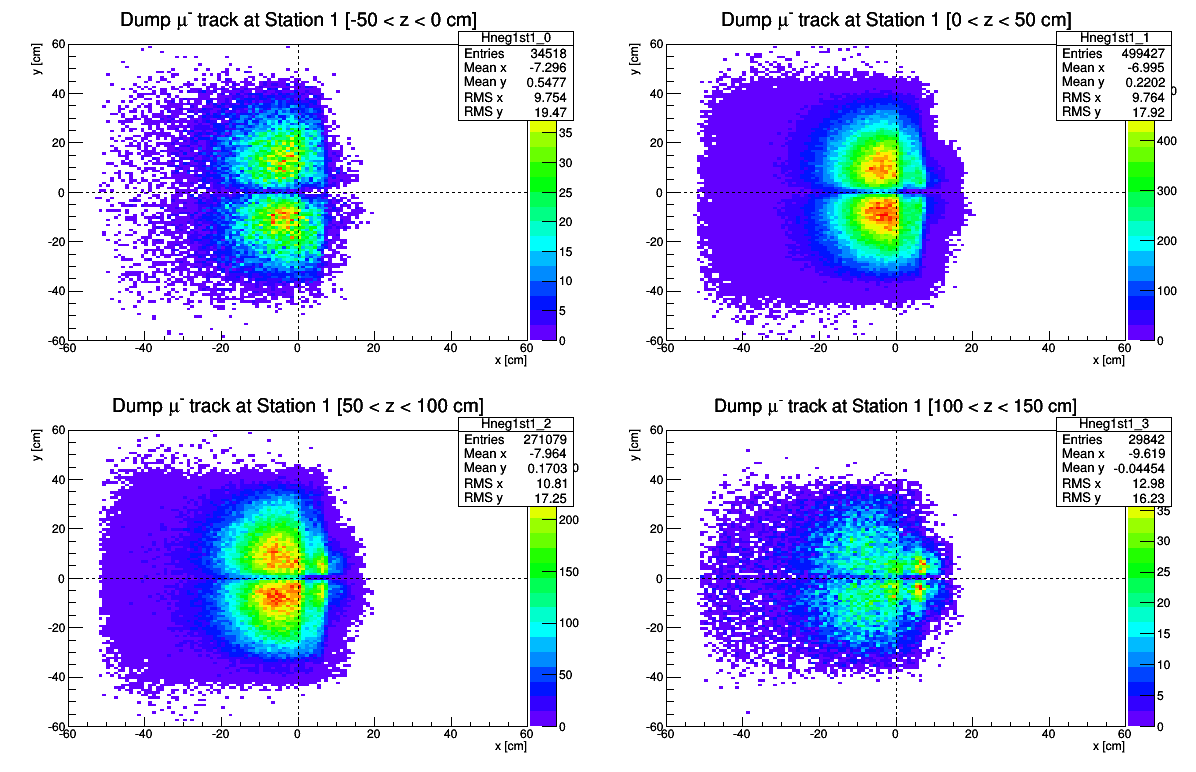 Dump μ⁻ track at Station 1 [-50 < z < 0 cm]
Hneg1st1_0
Entries 34518
Mean x -7.296
Mean y 0.5477
RMS x 9.754
RMS y 19.47
y [cm]
60
40
20
0
-20
-40
-60
-60 -40 -20 0 20 40 60
x [cm]
35
30
25
20
15
10
5
0
Dump μ⁻ track at Station 1 [0 < z < 50 cm]
Hneg1st1_1
Entries 499427
Mean x -6.995
Mean y 0.2202
RMS x 9.764
RMS y 17.92
y [cm]
60
40
20
0
-20
-40
-60
-60 -40 -20 0 20 40 60
x [cm]
0
400
300
200
100
0
Dump μ⁻ track at Station 1 [50 < z < 100 cm]
Hneg1st1_2
Entries 271079
Mean x -7.964
Mean y 0.1703
RMS x 10.81
RMS y 17.25
y [cm]
60
40
20
0
-20
-40
-60
-60 -40 -20 0 20 40 60
x [cm]
0
200
150
100
50
0
Dump μ⁻ track at Station 1 [100 < z < 150 cm]
Hneg1st1_3
Entries 29842
Mean x -9.619
Mean y -0.04454
RMS x 12.98
RMS y 16.23
y [cm]
60
40
20
0
-20
-40
-60
-60 -40 -20 0 20 40 60
x [cm]
35
30
25
20
15
10
5
0